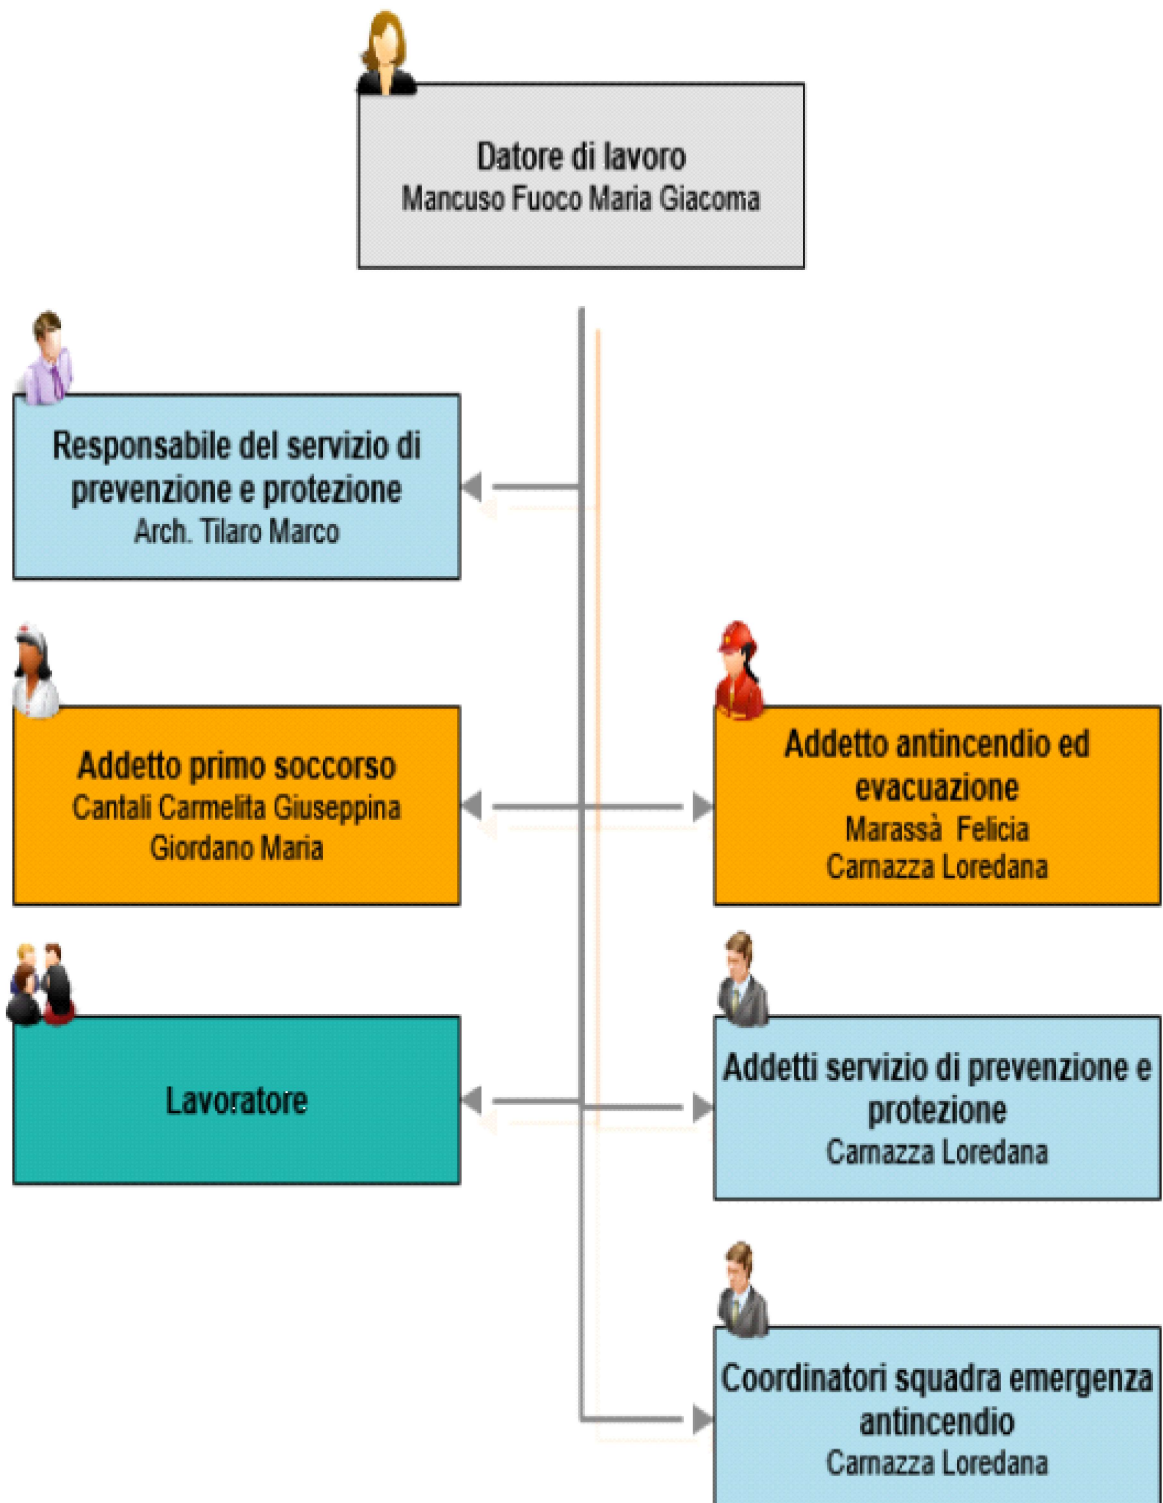 Datore di lavoro
Mancuso Fuoco Maria Giacoma
Responsabile del servizio di
prevenzione e protezione
Arch. Tilaro Marco
Addetto primo soccorso
Cantali Carmelita Giuseppina
Giordano Maria
Addetto antincendio ed
evacuazione
Marassà Felicia
Carnazza Loredana
Lavoratore
Addetti servizio di prevenzione e
protezione
Carnazza Loredana
Coordinatori squadra emergenza
antincendio
Carnazza Loredana